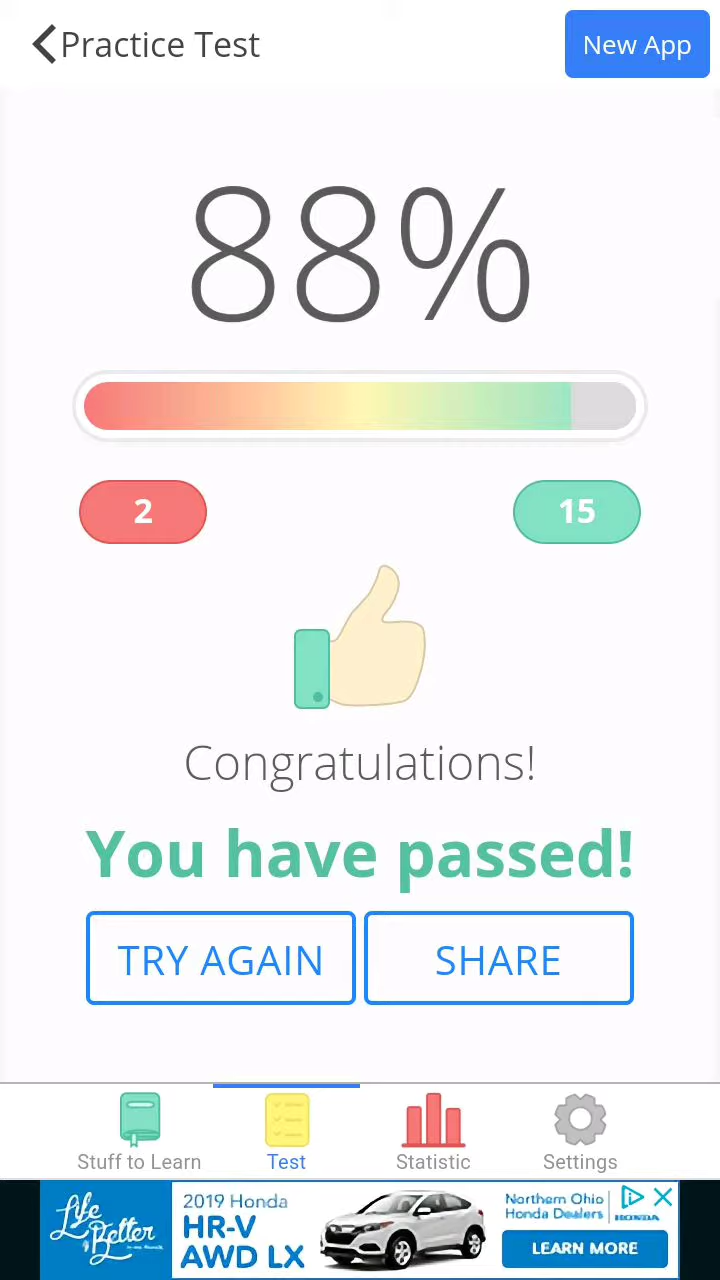 Practice Test
New App
88%
2
15
Congratulations!
You have passed!
TRY AGAIN
SHARE
Stuff to Learn
Test
Statistic
Settings
Life
Better
2019 Honda
HR-V
AWD LX
Northern Ohio
Honda Dealers
HONDA
LEARN MORE